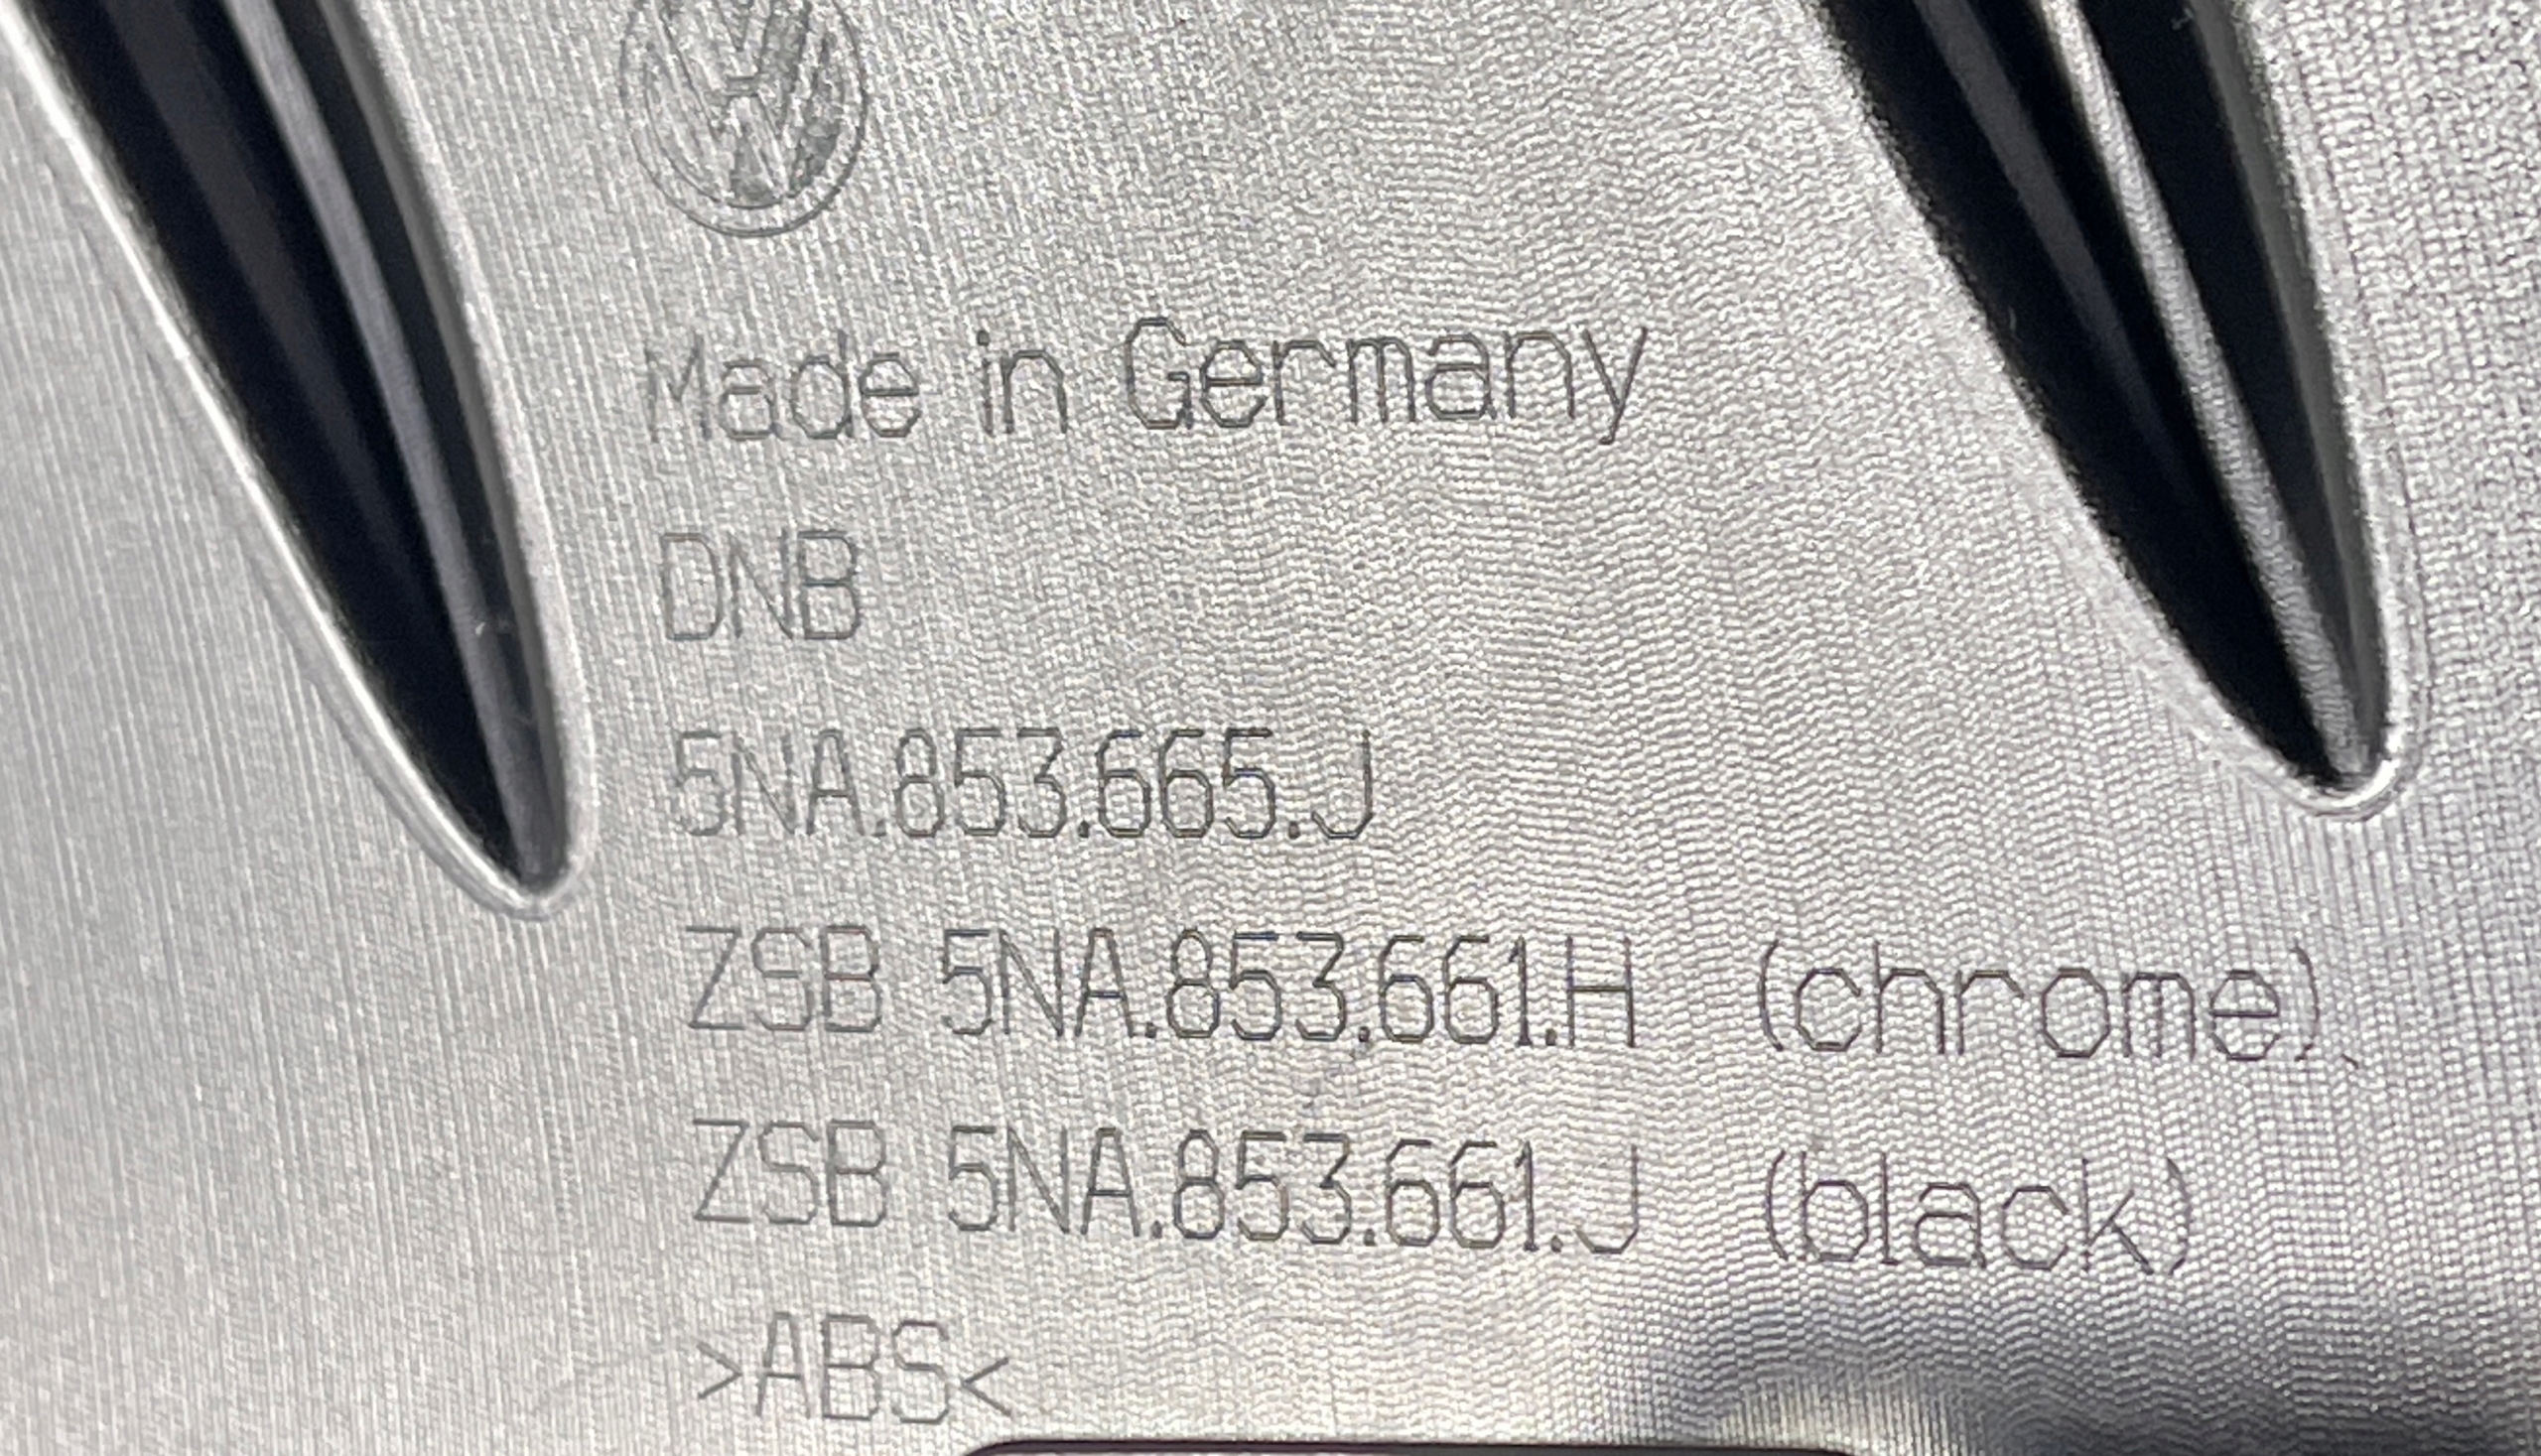 Made in Germany
DNB
5NA.853.665.J
ZSB 5NA.853.661.H (chrome)
ZSB 5NA.853.661.J (black)
>ABS<